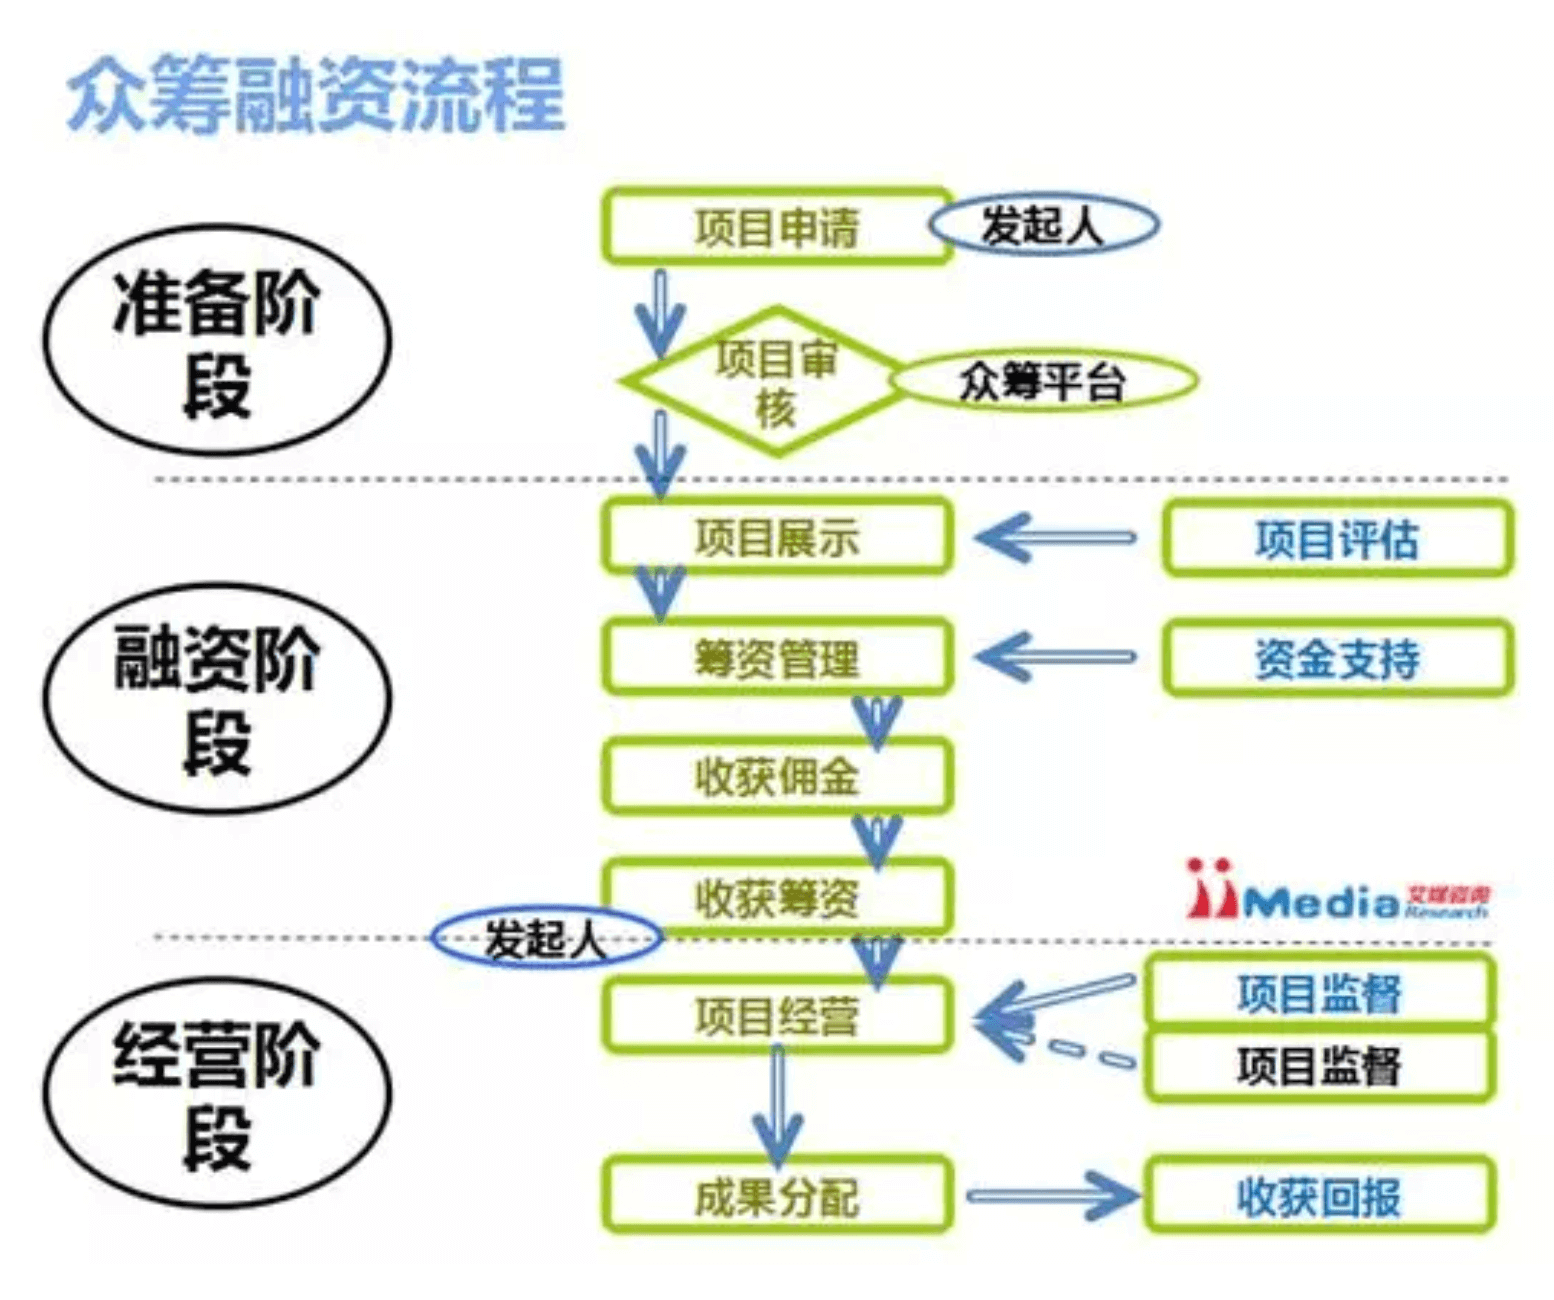 众筹融资流程
准备阶
段
项目申请
发起人
项目审
核
众筹平台
融资阶
段
项目展示
项目评估
筹资管理
资金支持
收获佣金
收获筹资
发起人
iiMedia 艾媒咨询
Research
经营阶
段
项目经营
项目监督
项目监督
成果分配
收获回报